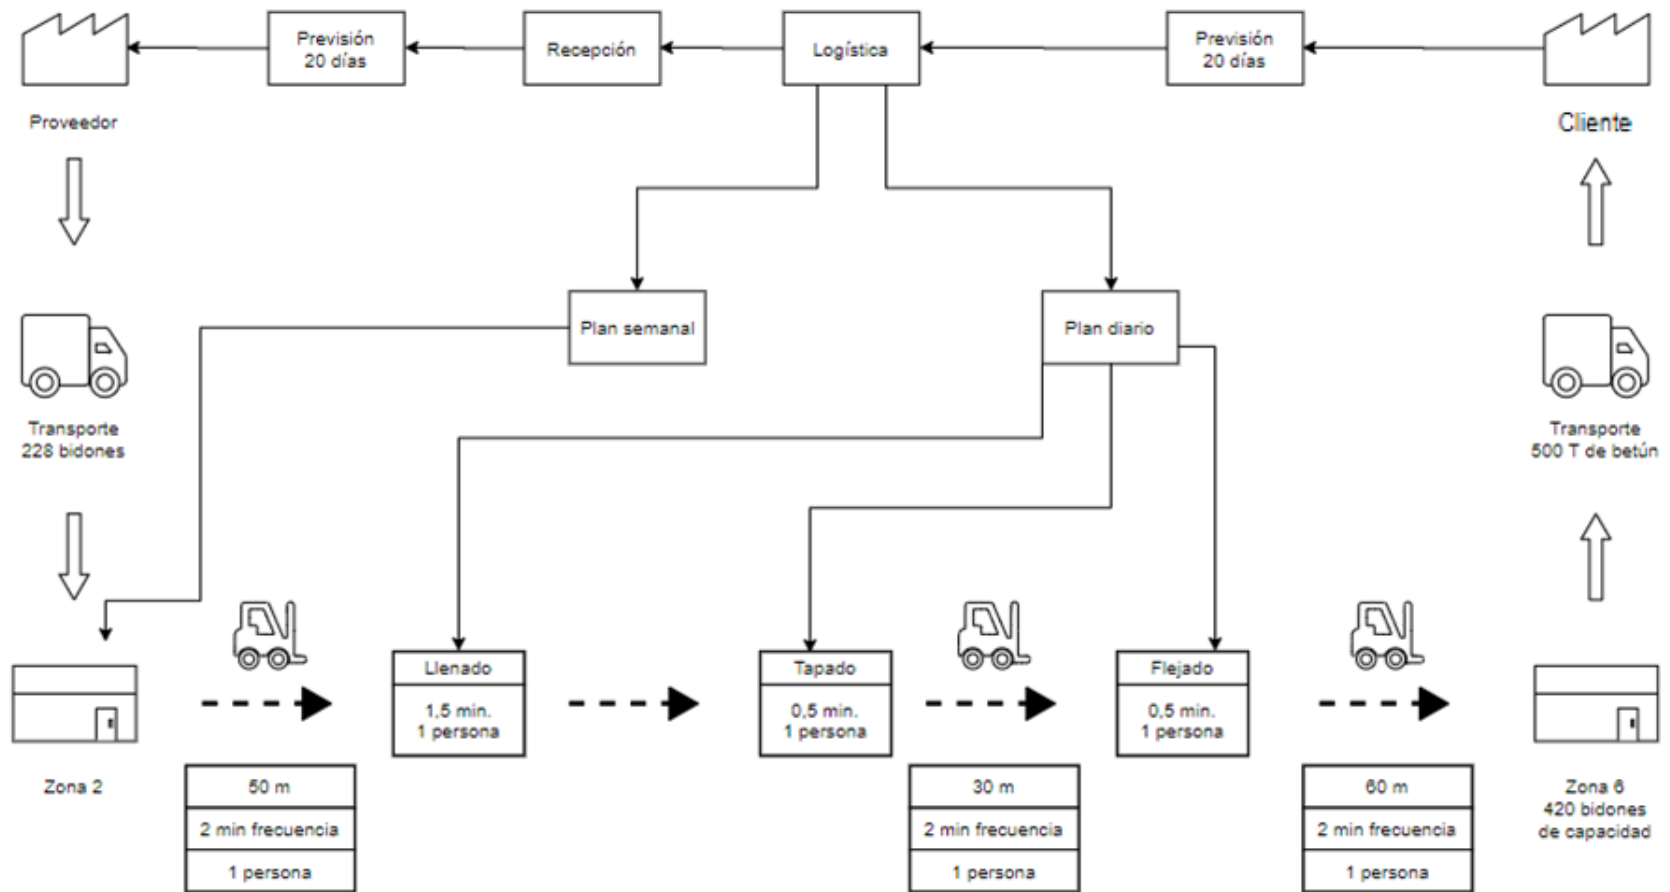 Previsión
20 días
Recepción
Logística
Previsión
20 días
Proveedor
Cliente
Plan semanal
Plan diario
Transporte
228 bidones
Transporte
500 T de betún
Llenado
1,5 min.
1 persona
Tapado
0,5 min.
1 persona
Flejado
0,5 min.
1 persona
Zona 2
50 m
2 min frecuencia
1 persona
30 m
2 min frecuencia
1 persona
60 m
2 min frecuencia
1 persona
Zona 6
420 bidones
de capacidad